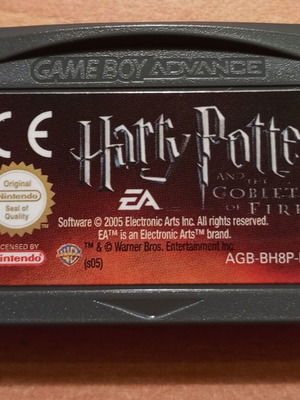 GAME BOY ADVANCE
CE
Harry Potte
AND THE
GOBLET
OF FIRE
Original
Nintendo
Seal of
Quality
EA
Software © 2005 Electronic Arts Inc. All rights reserved.
EA™ is an Electronic Arts™ brand.
WB
™ & © Warner Bros. Entertainment Inc.
(s05)
CENSED BY
Nintendo
AGB-BH8P-